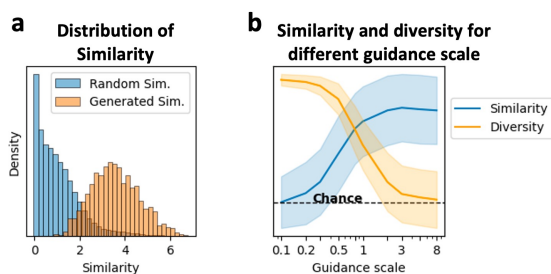 a
Distribution of
Similarity
Random Sim.
Generated Sim.
Density
0 2 4 6
Similarity
b
Similarity and diversity for
different guidance scale
Similarity
Diversity
Chance
0.1 0.2 0.5 1 3 8
Guidance scale